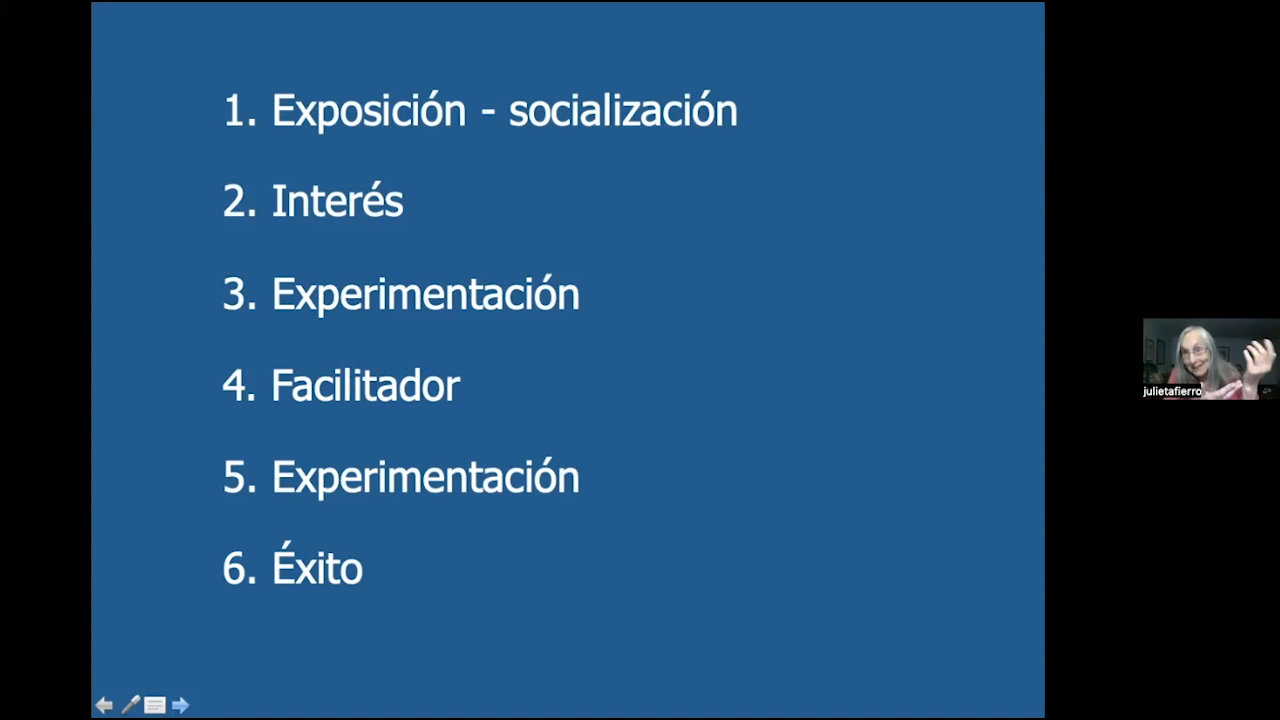 1. Exposición - socialización
2. Interés
3. Experimentación
4. Facilitador
5. Experimentación
6. Éxito
julietafierro